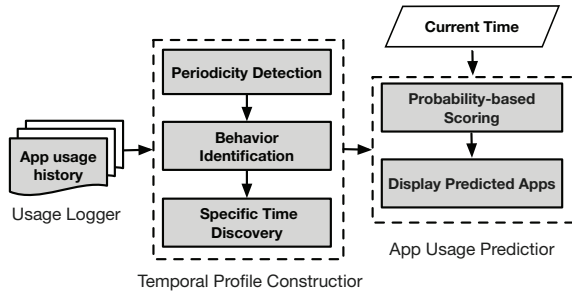 Current Time
Periodicity Detection
Probability-based
Scoring
App usage
history
Behavior
Identification
Display Predicted Apps
Specific Time
Discovery
Usage Logger
App Usage Predictior
Temporal Profile Constructior